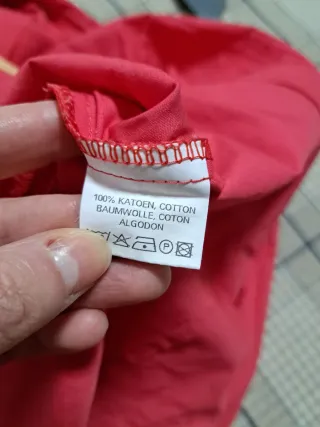 100% KATOEN, COTTON
BAUMWOLLE, COTON
ALGODON
P